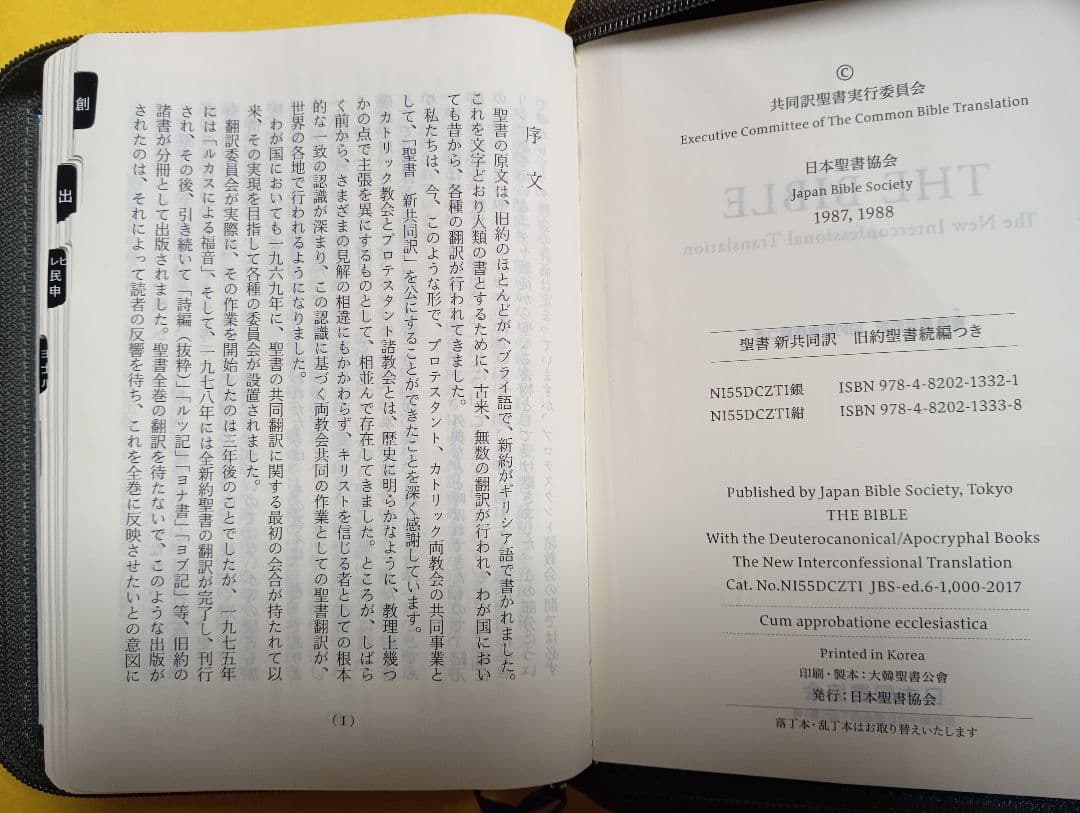 ©
共同訳聖書実行委員会
Executive Committee of The Common Bible Translation
日本聖書協会
Japan Bible Society
1987, 1988
聖書 新共同訳　旧約聖書続編つき
NI55DCZTI銀　ISBN 978-4-8202-1332-1
NI55DCZTI紺　ISBN 978-4-8202-1333-8
Published by Japan Bible Society, Tokyo
THE BIBLE
With the Deuterocanonical/Apocryphal Books
The New Interconfessional Translation
Cat. No.NI55DCZTI JBS-ed.6-1,000-2017
Cum approbatione ecclesiastica
Printed in Korea
印刷・製本：大韓聖書公會
発行：日本聖書協会
落丁本・乱丁本はお取り替えいたします
序文
聖書の原文は、旧約のほとんどがヘブライ語で、新約がギリシア語で書かれました。
これを文字どおり人類の書とするために、古来、無数の翻訳が行われ、わが国におい
ても昔から、各種の翻訳が行われてきました。
私たちは、今、このような形で、プロテスタント、カトリック両教会の共同事業と
して、「聖書　新共同訳」を公にすることができたことを深く感謝しています。
カトリック教会とプロテスタント諸教会とは、歴史に明らかなように、教理上幾つ
かの点で主張を異にするものとして、相並んで存在してきました。ところが、しばら
く前から、さまざまの見解の相違にもかかわらず、キリストを信じる者としての根本
的な一致の認識が深まり、この認識に基づく両教会共同の作業としての聖書翻訳が、
世界の各地で行われるようになりました。
わが国においても一九六九年に、聖書の共同翻訳に関する最初の会合が持たれて以
来、その実現を目指して各種の委員会が設置されました。
翻訳委員会が実際に、その作業を開始したのは三年後のことでしたが、一九七五年
には「ルカスによる福音」、そして、一九七八年には全新約聖書の翻訳が完了し、刊行
され、その後、引き続いて「詩編（抜粋）」「ルツ記」「ヨナ書」「ヨブ記」等、旧約の
諸書が分冊として出版されました。聖書全巻の翻訳を待たないで、このような出版が
されたのは、それによって読者の反響を待ち、これを全巻に反映させたいとの意図に
(1)
創
出
レビ
民
申